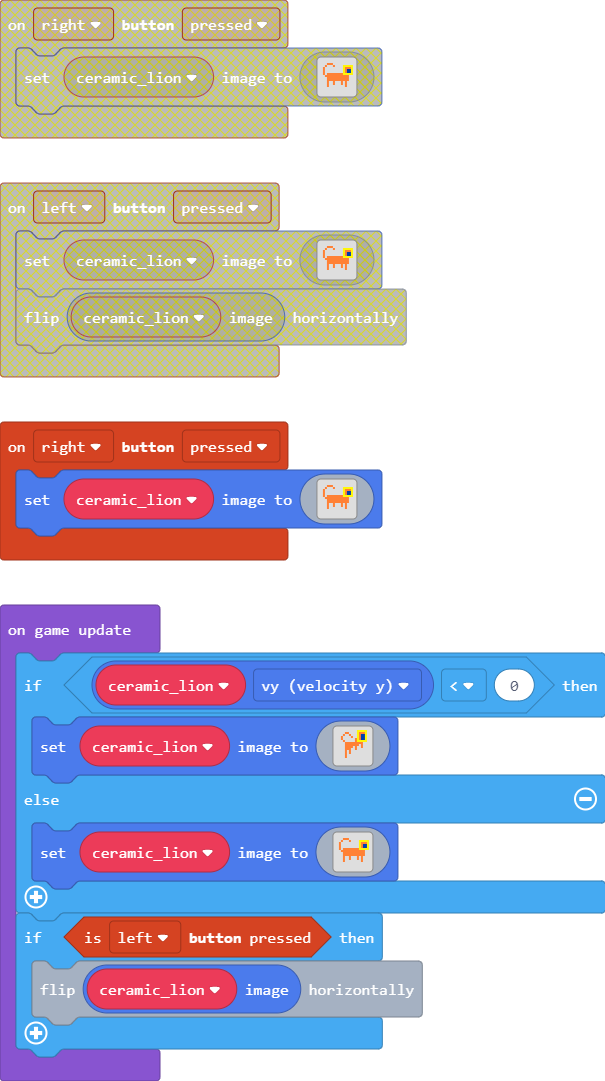 on right button pressed
set ceramic_lion image to
on left button pressed
set ceramic_lion image to
flip ceramic_lion image horizontally
on right button pressed
set ceramic_lion image to
on game update
if ceramic_lion vy (velocity y) < 0 then
set ceramic_lion image to
else
set ceramic_lion image to
if is left button pressed then
flip ceramic_lion image horizontally